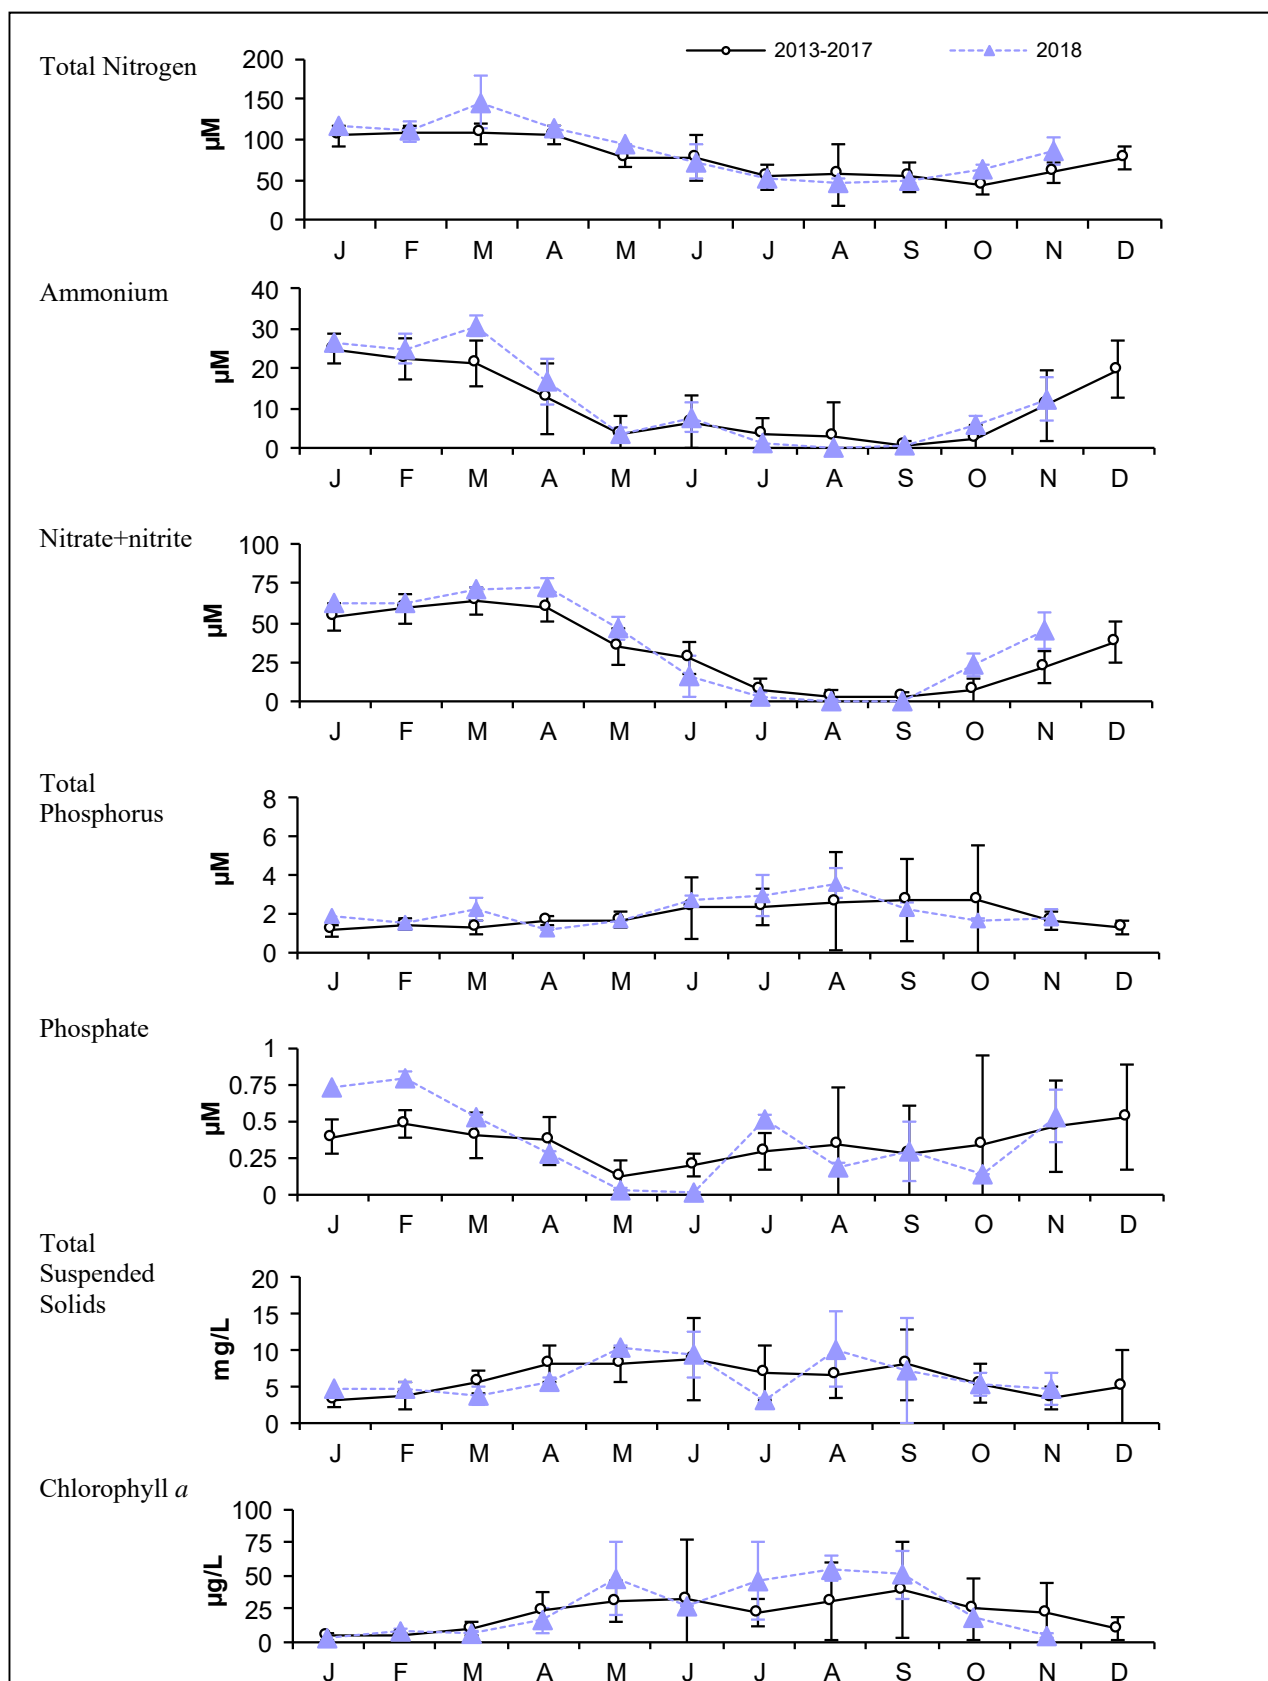 Total Nitrogen
2013-2017
2018
200
150
100
50
0
µM
J F M A M J J A S O N D
Ammonium
40
30
20
10
0
µM
J F M A M J J A S O N D
Nitrate+nitrite
100
75
50
25
0
µM
J F M A M J J A S O N D
Total
Phosphorus
8
6
4
2
0
µM
J F M A M J J A S O N D
Phosphate
1
0.75
0.5
0.25
0
µM
J F M A M J J A S O N D
Total
Suspended
Solids
20
15
10
5
0
mg/L
J F M A M J J A S O N D
Chlorophyll a
100
75
50
25
0
µg/L
J F M A M J J A S O N D